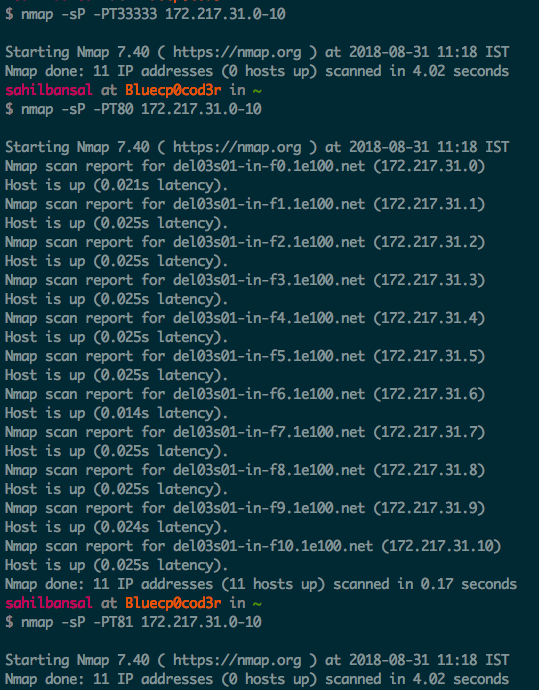 $ nmap -sP -PT33333 172.217.31.0-10
Starting Nmap 7.40 ( https://nmap.org ) at 2018-08-31 11:18 IST
Nmap done: 11 IP addresses (0 hosts up) scanned in 4.02 seconds
sahilbansal at Bluecp0cod3r in ~
$ nmap -sP -PT80 172.217.31.0-10
Starting Nmap 7.40 ( https://nmap.org ) at 2018-08-31 11:18 IST
Nmap scan report for del03s01-in-f0.1e100.net (172.217.31.0)
Host is up (0.021s latency).
Nmap scan report for del03s01-in-f1.1e100.net (172.217.31.1)
Host is up (0.025s latency).
Nmap scan report for del03s01-in-f2.1e100.net (172.217.31.2)
Host is up (0.025s latency).
Nmap scan report for del03s01-in-f3.1e100.net (172.217.31.3)
Host is up (0.025s latency).
Nmap scan report for del03s01-in-f4.1e100.net (172.217.31.4)
Host is up (0.025s latency).
Nmap scan report for del03s01-in-f5.1e100.net (172.217.31.5)
Host is up (0.025s latency).
Nmap scan report for del03s01-in-f6.1e100.net (172.217.31.6)
Host is up (0.014s latency).
Nmap scan report for del03s01-in-f7.1e100.net (172.217.31.7)
Host is up (0.025s latency).
Nmap scan report for del03s01-in-f8.1e100.net (172.217.31.8)
Host is up (0.025s latency).
Nmap scan report for del03s01-in-f9.1e100.net (172.217.31.9)
Host is up (0.024s latency).
Nmap scan report for del03s01-in-f10.1e100.net (172.217.31.10)
Host is up (0.025s latency).
Nmap done: 11 IP addresses (11 hosts up) scanned in 0.17 seconds
sahilbansal at Bluecp0cod3r in ~
$ nmap -sP -PT81 172.217.31.0-10
Starting Nmap 7.40 ( https://nmap.org ) at 2018-08-31 11:18 IST
Nmap done: 11 IP addresses (0 hosts up) scanned in 4.02 seconds